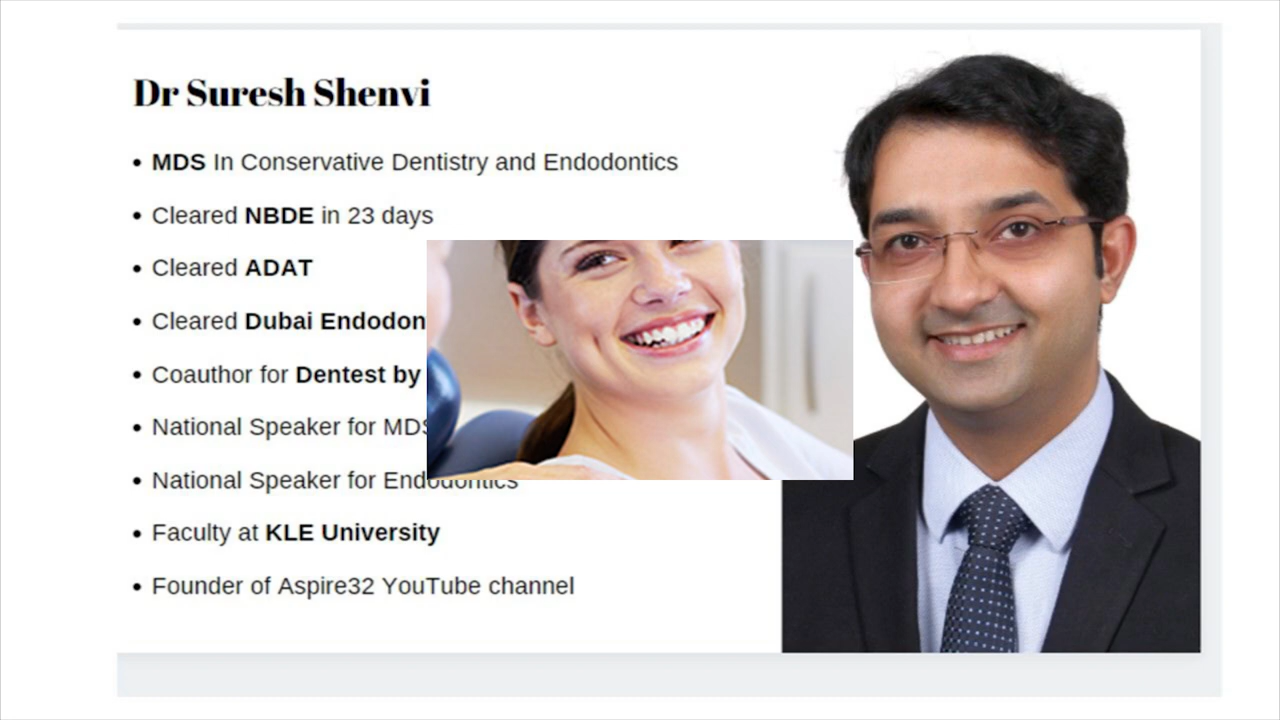 Dr Suresh Shenvi
• MDS In Conservative Dentistry and Endodontics
• Cleared NBDE in 23 days
• Cleared ADAT
• Cleared Dubai
• Coauthor for Dentest by
• National Speaker for MDS
• National Speaker for Endodontics
• Faculty at KLE University
• Founder of Aspire32 YouTube channel